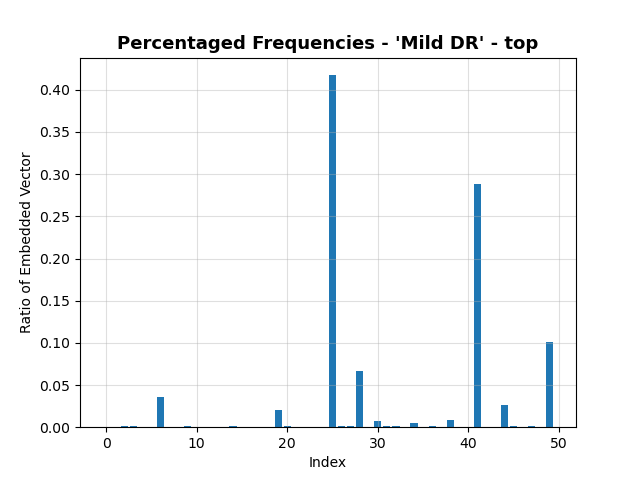 Percentaged Frequencies - 'Mild DR' - top
Ratio of Embedded Vector
0.40
0.35
0.30
0.25
0.20
0.15
0.10
0.05
0.00
0 10 20 30 40 50
Index